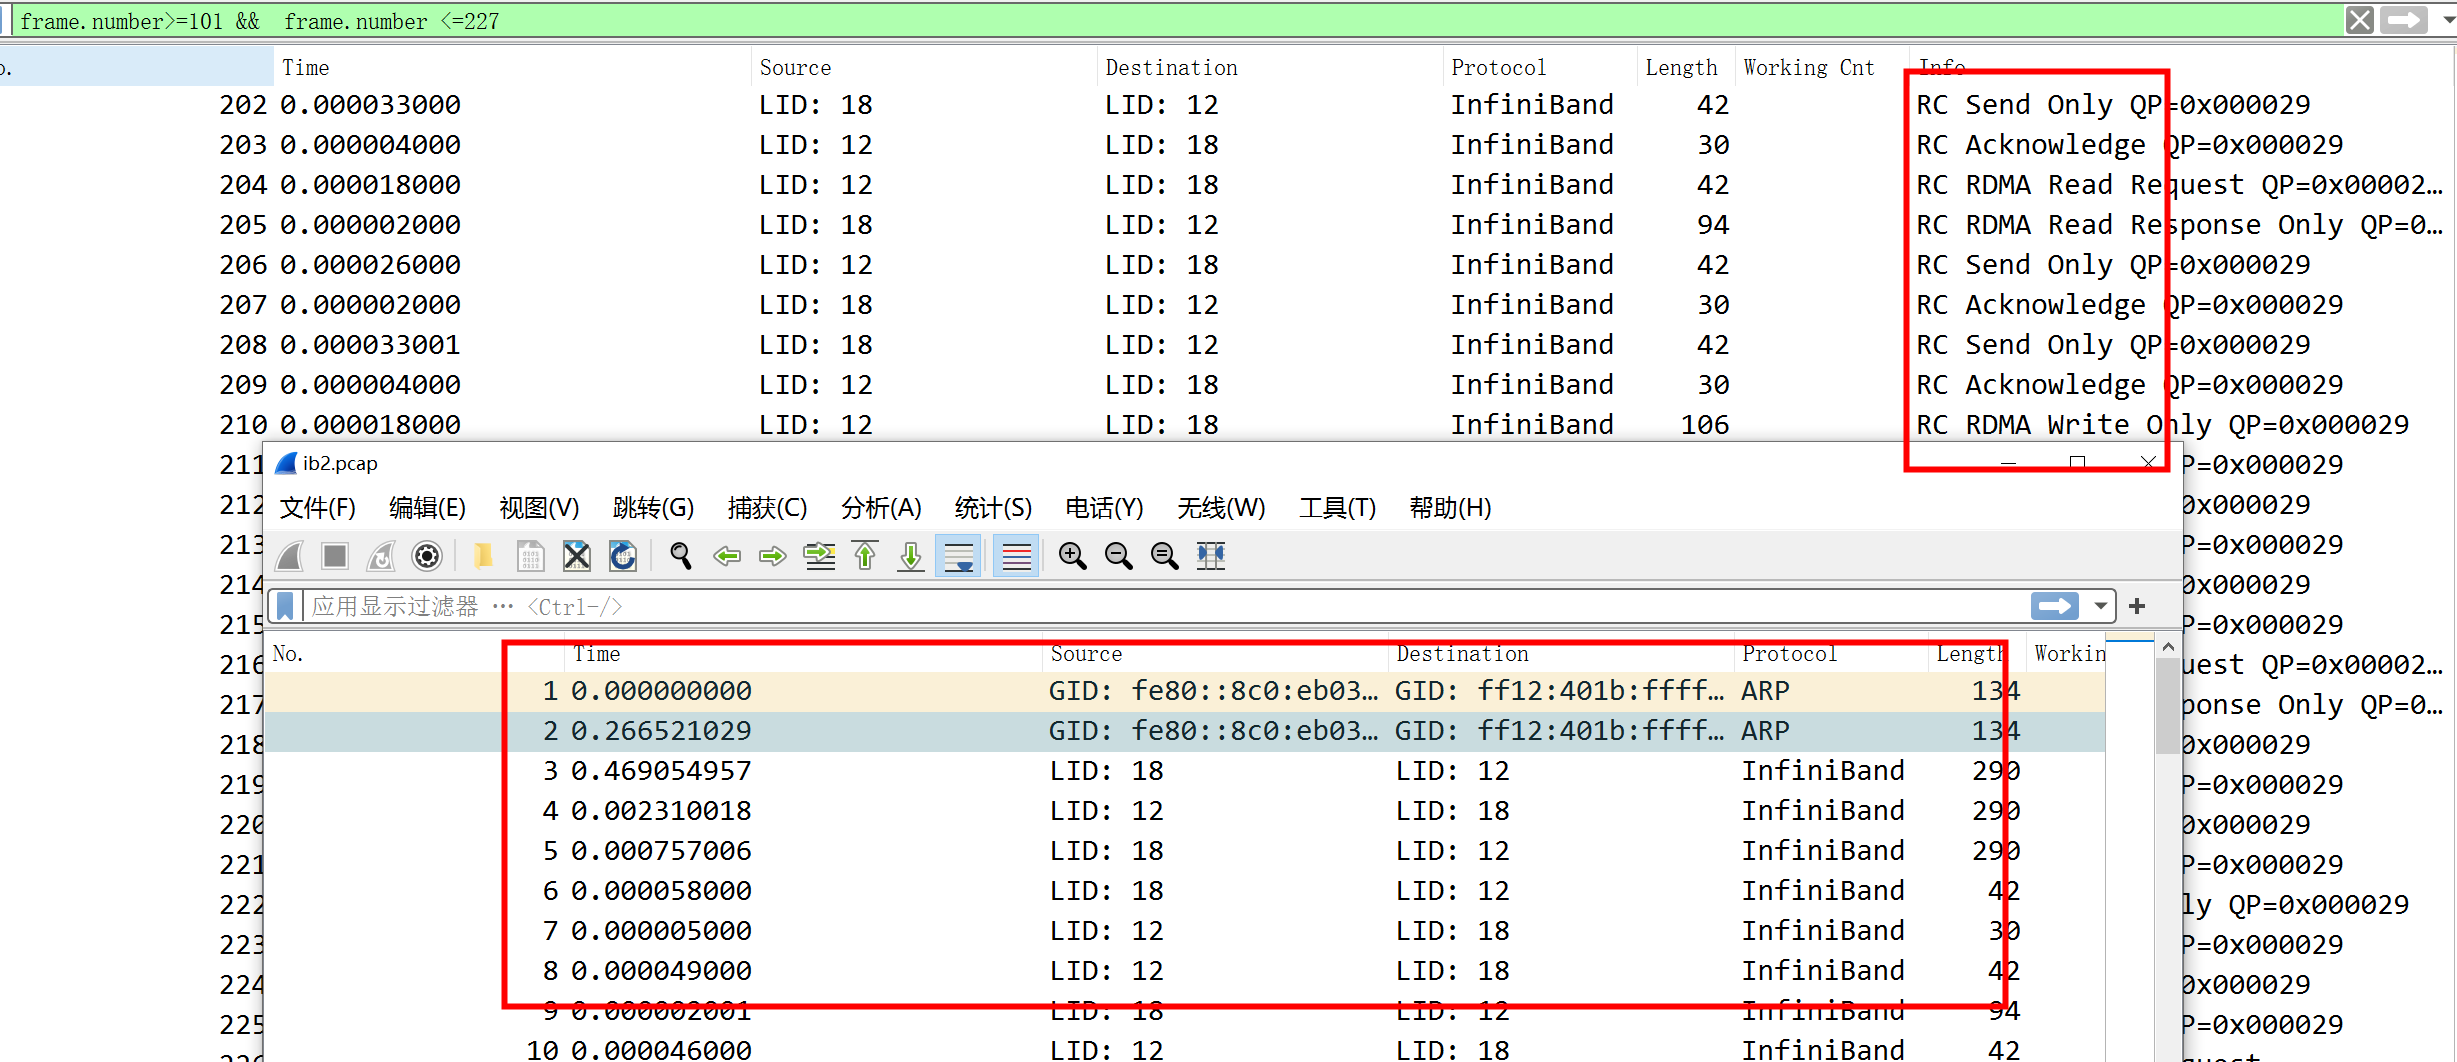 frame.number>=101 &&  frame.number <=227
o. Time Source Destination Protocol Length Working Cnt Info
202 0.000033000 LID: 18 LID: 12 InfiniBand 42 RC Send Only QP=0x000029
203 0.000004000 LID: 12 LID: 18 InfiniBand 30 RC Acknowledge QP=0x000029
204 0.000018000 LID: 12 LID: 18 InfiniBand 42 RC RDMA Read Request QP=0x00002…
205 0.000002000 LID: 18 LID: 12 InfiniBand 94 RC RDMA Read Response Only QP=0…
206 0.000026000 LID: 12 LID: 18 InfiniBand 42 RC Send Only QP=0x000029
207 0.000002000 LID: 18 LID: 12 InfiniBand 30 RC Acknowledge QP=0x000029
208 0.000033001 LID: 18 LID: 12 InfiniBand 42 RC Send Only QP=0x000029
209 0.000004000 LID: 12 LID: 18 InfiniBand 30 RC Acknowledge QP=0x000029
210 0.000018000 LID: 12 LID: 18 InfiniBand 106 RC RDMA Write Only QP=0x000029
211 P=0x000029
212 0x000029
213 P=0x000029
214 0x000029
215 P=0x000029
216 uest QP=0x00002…
217 ponse Only QP=0…
218 0x000029
219 P=0x000029
220 0x000029
221 P=0x000029
222 ly QP=0x000029
223 P=0x000029
224 0x000029
225 P=0x000029
ib2.pcap
文件(F) 编辑(E) 视图(V) 跳转(G) 捕获(C) 分析(A) 统计(S) 电话(Y) 无线(W) 工具(T) 帮助(H)
应用显示过滤器 … <Ctrl-/>
No. Time Source Destination Protocol Length Workin
1 0.000000000 GID: fe80::8c0:eb03… GID: ff12:401b:ffff… ARP 134
2 0.266521029 GID: fe80::8c0:eb03… GID: ff12:401b:ffff… ARP 134
3 0.469054957 LID: 18 LID: 12 InfiniBand 290
4 0.002310018 LID: 12 LID: 18 InfiniBand 290
5 0.000757006 LID: 18 LID: 12 InfiniBand 290
6 0.000058000 LID: 18 LID: 12 InfiniBand 42
7 0.000005000 LID: 12 LID: 18 InfiniBand 30
8 0.000049000 LID: 12 LID: 18 InfiniBand 42
9 0.000002001 LID: 18 LID: 12 InfiniBand 94
10 0.000046000 LID: 12 LID: 18 InfiniBand 42